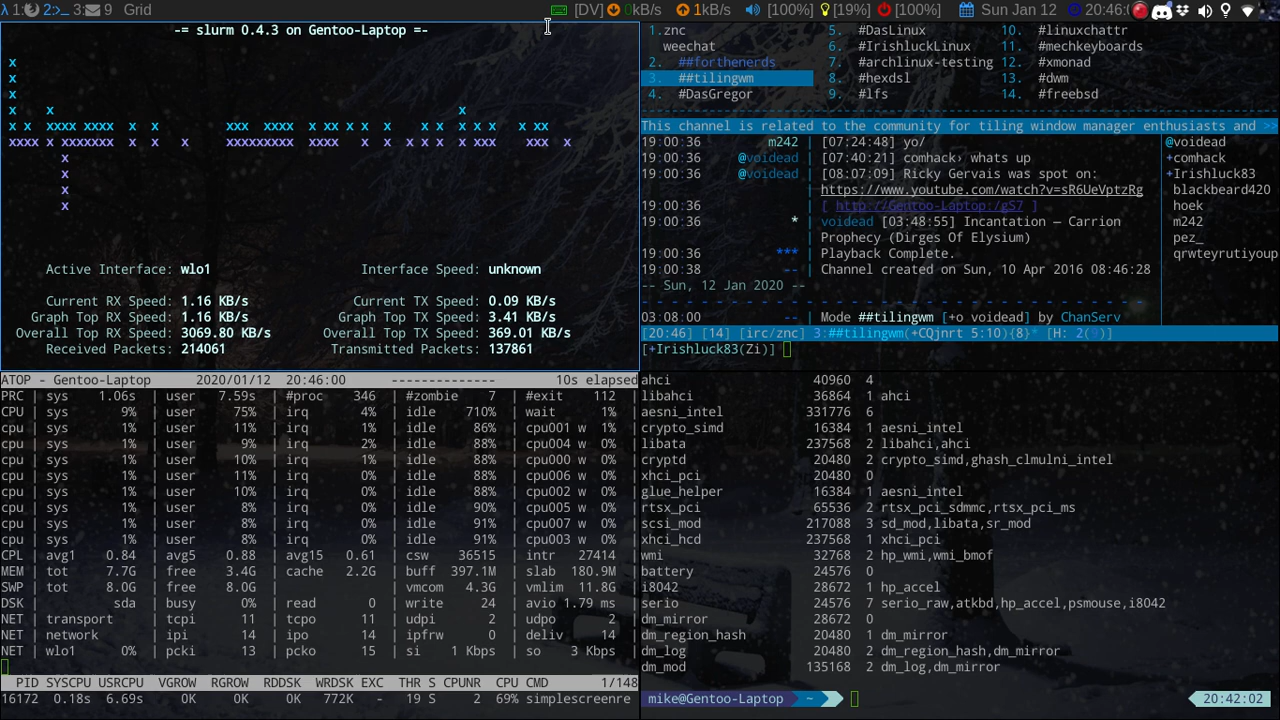 λ 1: 2:>_ 3: 9 Grid [DV] 0kB/s 1kB/s [100%] [19%] [100%] Sun Jan 12 20:46:
-= slurm 0.4.3 on Gentoo-Laptop =-
Active Interface: wlo1 Interface Speed: unknown
Current RX Speed: 1.16 KB/s Current TX Speed: 0.09 KB/s
Graph Top RX Speed: 1.16 KB/s Graph Top TX Speed: 3.41 KB/s
Overall Top RX Speed: 3069.80 KB/s Overall Top TX Speed: 369.01 KB/s
Received Packets: 214061 Transmitted Packets: 137861
1.znc 5. #DasLinux 10. #linuxchattr
weechat 6. #IrishluckLinux 11. #mechkeyboards
2. ##forthenerds 7. #archlinux-testing 12. #xmonad
3. ##tilingwm 8. #hexdsl 13. #dwm
4. #DasGregor 9. #lfs 14. #freebsd
This channel is related to the community for tiling window manager enthusiasts and >>
19:00:36 m242 | [07:24:48] yo/ @voidead
19:00:36 @voidead | [07:40:21] comhack› whats up +comhack
19:00:36 @voidead | [08:07:09] Ricky Gervais was spot on: +Irishluck83
| https://www.youtube.com/watch?v=sR6UeVptzRg blackbeard420
| [ http://Gentoo-Laptop:/gS7 ] hoek
19:00:36 * | voidead [03:48:55] Incantation – Carrion m242
| Prophecy (Dirges Of Elysium) pez_
19:00:36 *** | Playback Complete. qrwteyrutiyoup
19:00:38 -- | Channel created on Sun, 10 Apr 2016 08:46:28
-- Sun, 12 Jan 2020 --
03:08:00 -- | Mode ##tilingwm [+o voidead] by ChanServ
[20:46] [14] [irc/znc] 3:##tilingwm(+CQjnrt 5:10){8}* [H: 2(9)]
[+Irishluck83(Zi)]
ATOP - Gentoo-Laptop 2020/01/12 20:46:00 -------------- 10s elapsed
PRC | sys 1.06s | user 7.59s | #proc 346 | #zombie 7 | #exit 112 |
CPU | sys 9% | user 75% | irq 4% | idle 710% | wait 1% |
cpu | sys 1% | user 11% | irq 1% | idle 86% | cpu001 w 1% |
cpu | sys 1% | user 9% | irq 2% | idle 88% | cpu004 w 0% |
cpu | sys 1% | user 10% | irq 1% | idle 88% | cpu000 w 0% |
cpu | sys 1% | user 11% | irq 0% | idle 88% | cpu006 w 0% |
cpu | sys 1% | user 10% | irq 0% | idle 88% | cpu002 w 0% |
cpu | sys 1% | user 8% | irq 0% | idle 90% | cpu005 w 0% |
cpu | sys 1% | user 8% | irq 0% | idle 91% | cpu007 w 0% |
cpu | sys 1% | user 8% | irq 0% | idle 91% | cpu003 w 0% |
CPL | avg1 0.84 | avg5 0.88 | avg15 0.61 | csw 36515 | intr 27414 |
MEM | tot 7.7G | free 3.4G | cache 2.2G | buff 397.1M | slab 180.9M |
SWP | tot 8.0G | free 8.0G | | vmcom 4.3G | vmlim 11.8G |
DSK | sda | busy 0% | read 0 | write 24 | avio 1.79 ms |
NET | transport | tcpi 11 | tcpo 11 | udpi 2 | udpo 2 |
NET | network | ipi 14 | ipo 14 | ipfrw 0 | deliv 14 |
NET | wlo1 0% | pcki 13 | pcko 15 | si 1 Kbps | so 3 Kbps |
PID SYSCPU USRCPU VGROW RGROW RDDSK WRDSK EXC THR S CPUNR CPU CMD 1/148
16172 0.18s 6.69s 0K 0K 0K 772K - 19 S 2 69% simplescreenre
ahci 40960 4
libahci 36864 1 ahci
aesni_intel 331776 6
crypto_simd 16384 1 aesni_intel
libata 237568 2 libahci,ahci
cryptd 20480 2 crypto_simd,ghash_clmulni_intel
xhci_pci 20480 0
glue_helper 16384 1 aesni_intel
rtsx_pci 65536 2 rtsx_pci_sdmmc,rtsx_pci_ms
scsi_mod 217088 3 sd_mod,libata,sr_mod
xhci_hcd 237568 1 xhci_pci
wmi 32768 2 hp_wmi,wmi_bmof
battery 24576 0
i8042 28672 1 hp_accel
serio 24576 7 serio_raw,atkbd,hp_accel,psmouse,i8042
dm_mirror 28672 0
dm_region_hash 20480 1 dm_mirror
dm_log 20480 2 dm_region_hash,dm_mirror
dm_mod 135168 2 dm_log,dm_mirror
mike@Gentoo-Laptop ~ 20:42:02